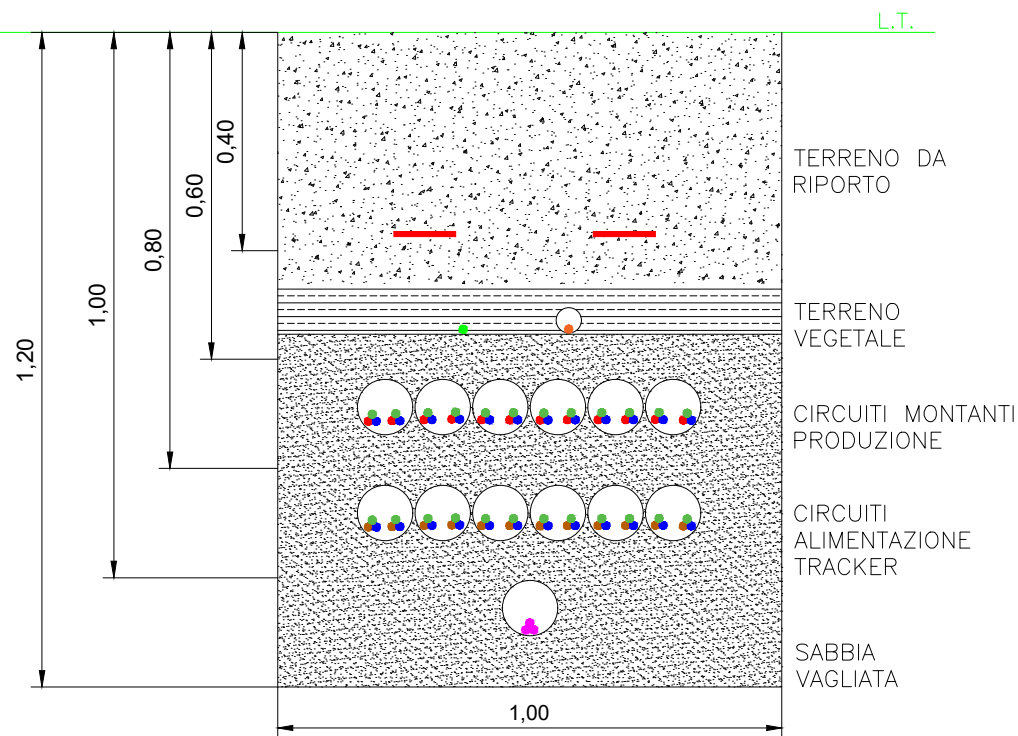 L.T.
0,40
0,60
0,80
1,00
1,20
TERRENO DA
RIPORTO
TERRENO
VEGETALE
CIRCUITI MONTANTI
PRODUZIONE
CIRCUITI
ALIMENTAZIONE
TRACKER
SABBIA
VAGLIATA
1,00